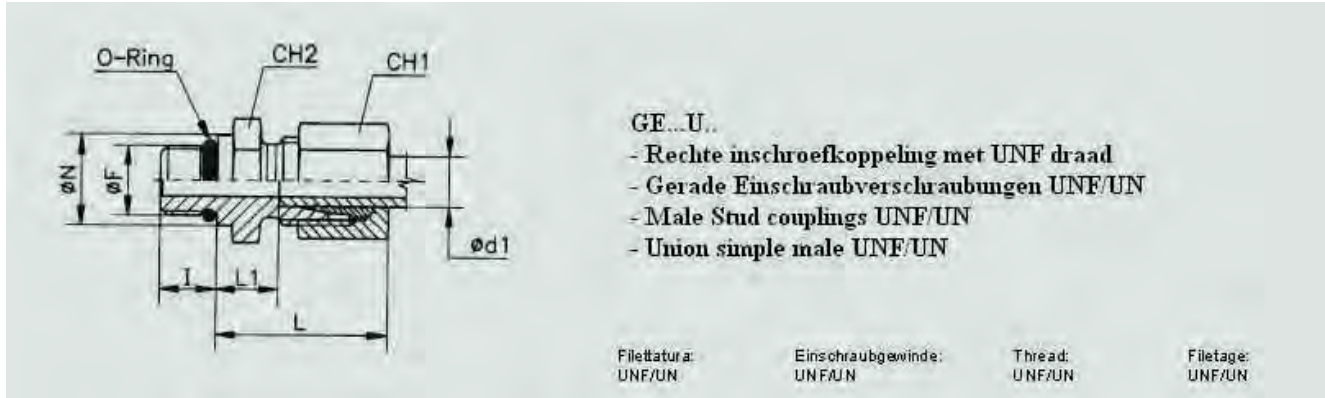 O-Ring
CH2
CH1
øN
øF
ød1
I
L1
L
GE...U..
- Rechte inschroefkoppeling met UNF draad
- Gerade Einschraubverschraubungen UNF/UN
- Male Stud couplings UNF/UN
- Union simple male UNF/UN
Filettatura: Einschraubgewinde: Thread: Filetage:
UNF/UN UNF/UN UNF/UN UNF/UN